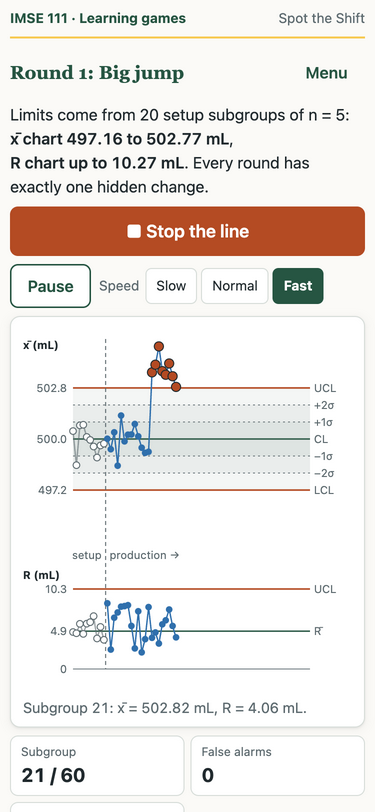 IMSE 111 · Learning games
Spot the Shift
Round 1: Big jump
Menu
Limits come from 20 setup subgroups of n = 5:
x̄ chart 497.16 to 502.77 mL,
R chart up to 10.27 mL. Every round has
exactly one hidden change.
Stop the line
Pause
Speed
Slow
Normal
Fast
x̄ (mL)
502.8
UCL
+2σ
+1σ
500.0
CL
−1σ
−2σ
497.2
LCL
setup
production →
R (mL)
10.3
UCL
4.9
R̄
0
Subgroup 21: x̄ = 502.82 mL, R = 4.06 mL.
Subgroup
21 / 60
False alarms
0